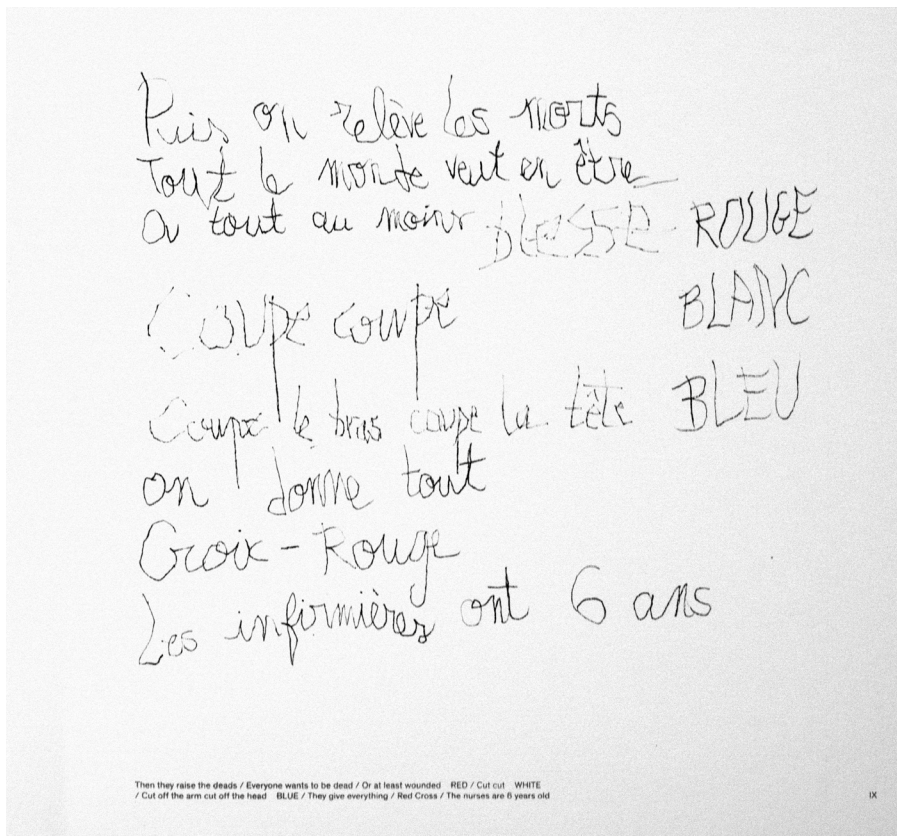 Puis on relève les morts
Tout le monde veut en être
Ou tout au moins BLESSÉ ROUGE
Coupe coupe BLANC
Coupe le bras coupe la tête BLEU
on donne tout
Croix-Rouge
Les infirmières ont 6 ans
Then they raise the deads / Everyone wants to be dead / Or at least wounded RED / Cut cut WHITE
/ Cut off the arm cut off the head BLUE / They give everything / Red Cross / The nurses are 6 years old
IX